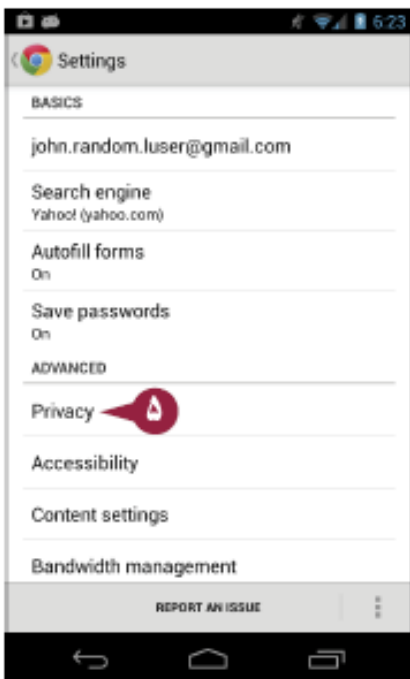 6:23
Settings
BASICS
john.random.luser@gmail.com
Search engine
Yahoo! (yahoo.com)
Autofill forms
On
Save passwords
On
ADVANCED
Privacy ۵
Accessibility
Content settings
Bandwidth management
REPORT AN ISSUE